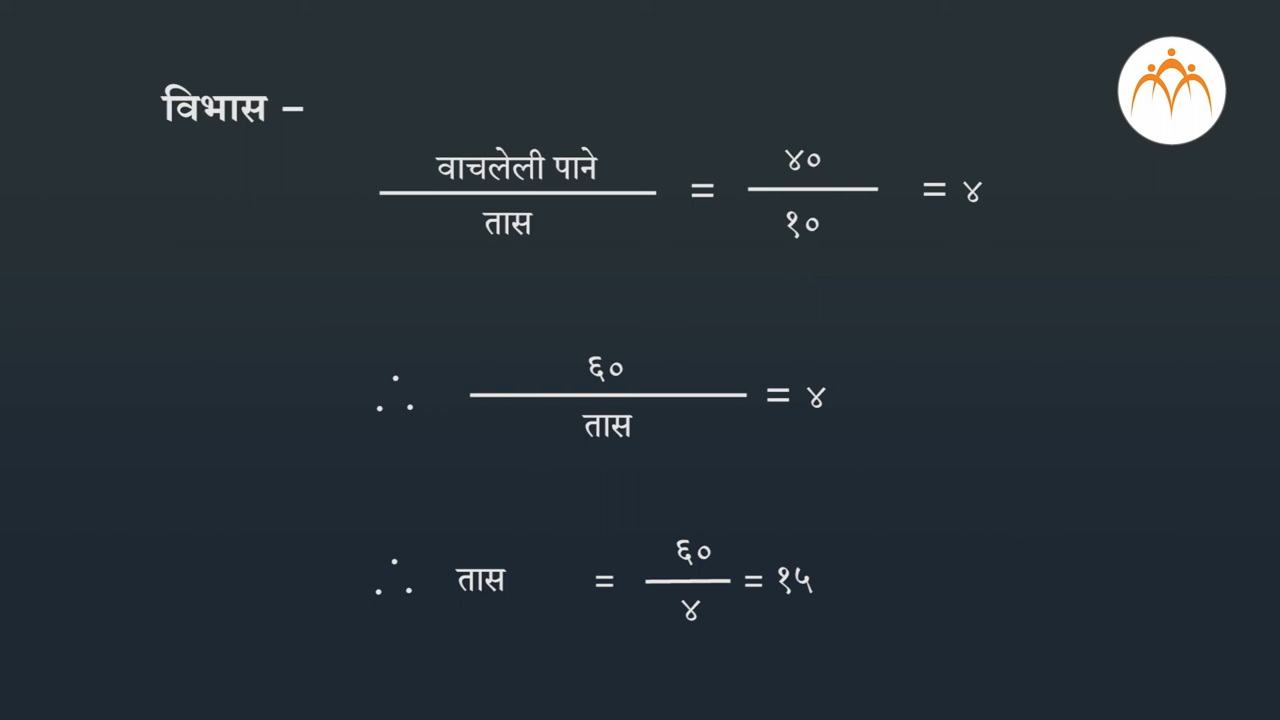 विभास –
वाचलेली पाने / तास = ४० / १० = ४
∴ ६० / तास = ४
∴ तास = ६० / ४ = १५